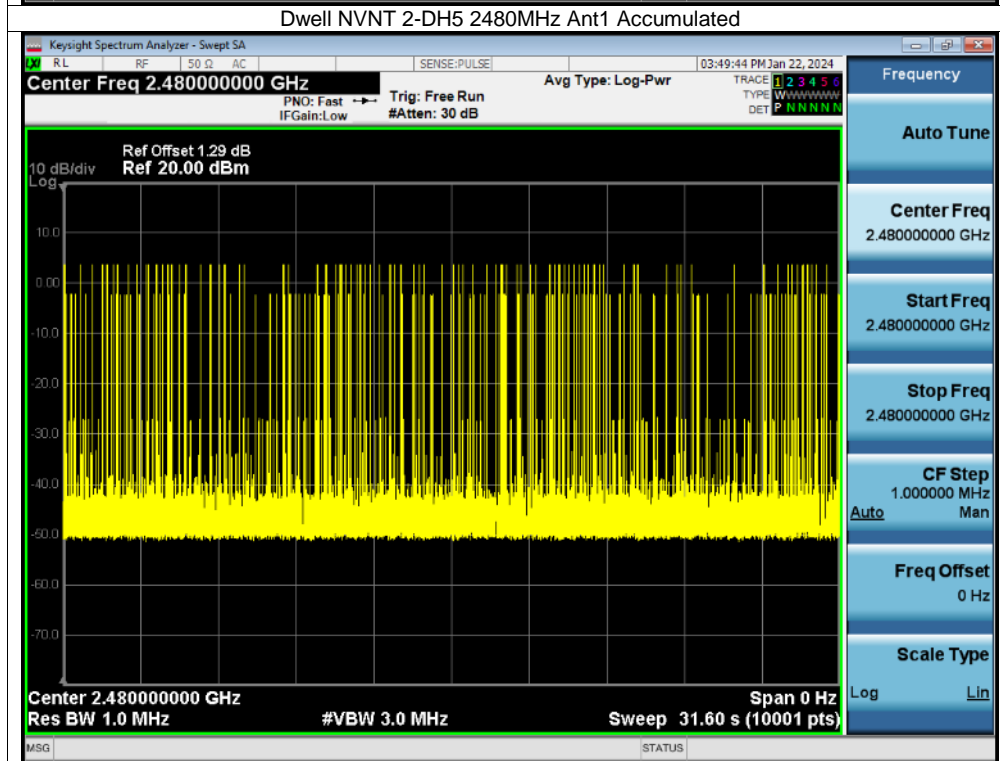 Dwell NVNT 2-DH5 2480MHz Ant1 Accumulated
Keysight Spectrum Analyzer - Swept SA
RL RF 50 Ω AC SENSE:PULSE 03:49:44 PM Jan 22, 2024
Center Freq 2.480000000 GHz
PNO: Fast
IFGain:Low
Trig: Free Run
#Atten: 30 dB
Avg Type: Log-Pwr
TRACE 1 2 3 4 5 6
TYPE WWWWWW
DET P N N N N N
Ref Offset 1.29 dB
10 dB/div Ref 20.00 dBm
Log
10.0
0.00
-10.0
-20.0
-30.0
-40.0
-50.0
-60.0
-70.0
Center 2.480000000 GHz Span 0 Hz
Res BW 1.0 MHz #VBW 3.0 MHz Sweep 31.60 s (10001 pts)
MSG STATUS
Frequency
Auto Tune
Center Freq
2.480000000 GHz
Start Freq
2.480000000 GHz
Stop Freq
2.480000000 GHz
CF Step
1.000000 MHz
Auto Man
Freq Offset
0 Hz
Scale Type
Log Lin